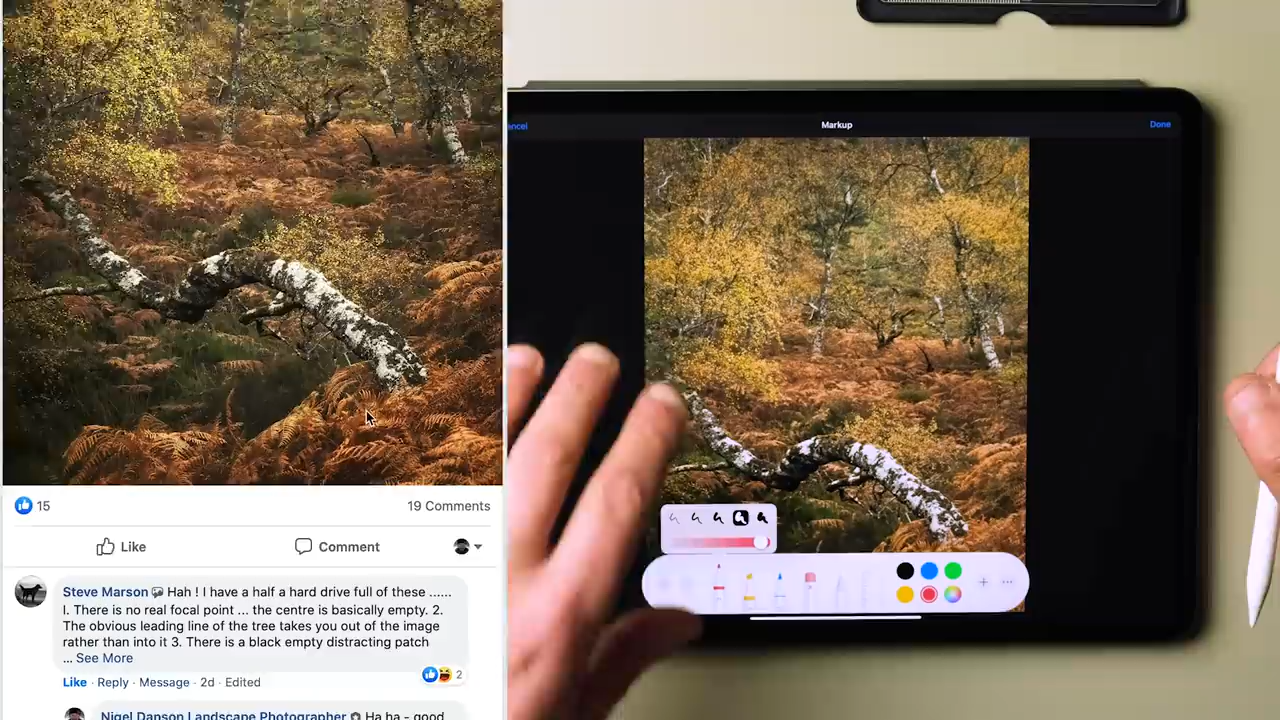 15
19 Comments
Like
Comment
Steve Marson Hah ! I have a half a hard drive full of these ......
I. There is no real focal point ... the centre is basically empty. 2.
The obvious leading line of the tree takes you out of the image
rather than into it 3. There is a black empty distracting patch
... See More
2
Like · Reply · Message · 2d · Edited
Nigel Danson Landscape Photographer Ha ha - good
ancel
Markup
Done